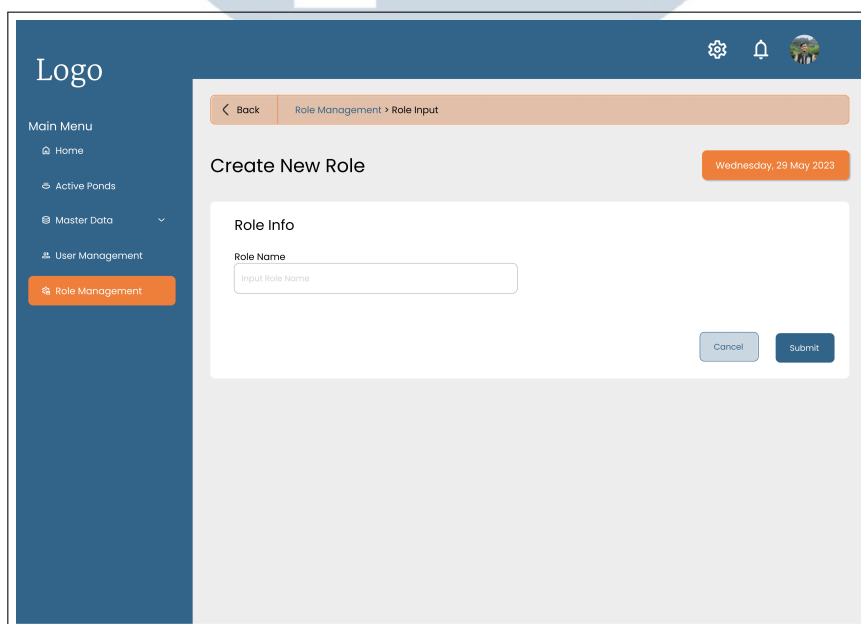 Logo
Main Menu
Home
Active Ponds
Master Data
User Management
Role Management
Back
Role Management > Role Input
Create New Role
Wednesday, 29 May 2023
Role Info
Role Name
Input Role Name
Cancel
Submit